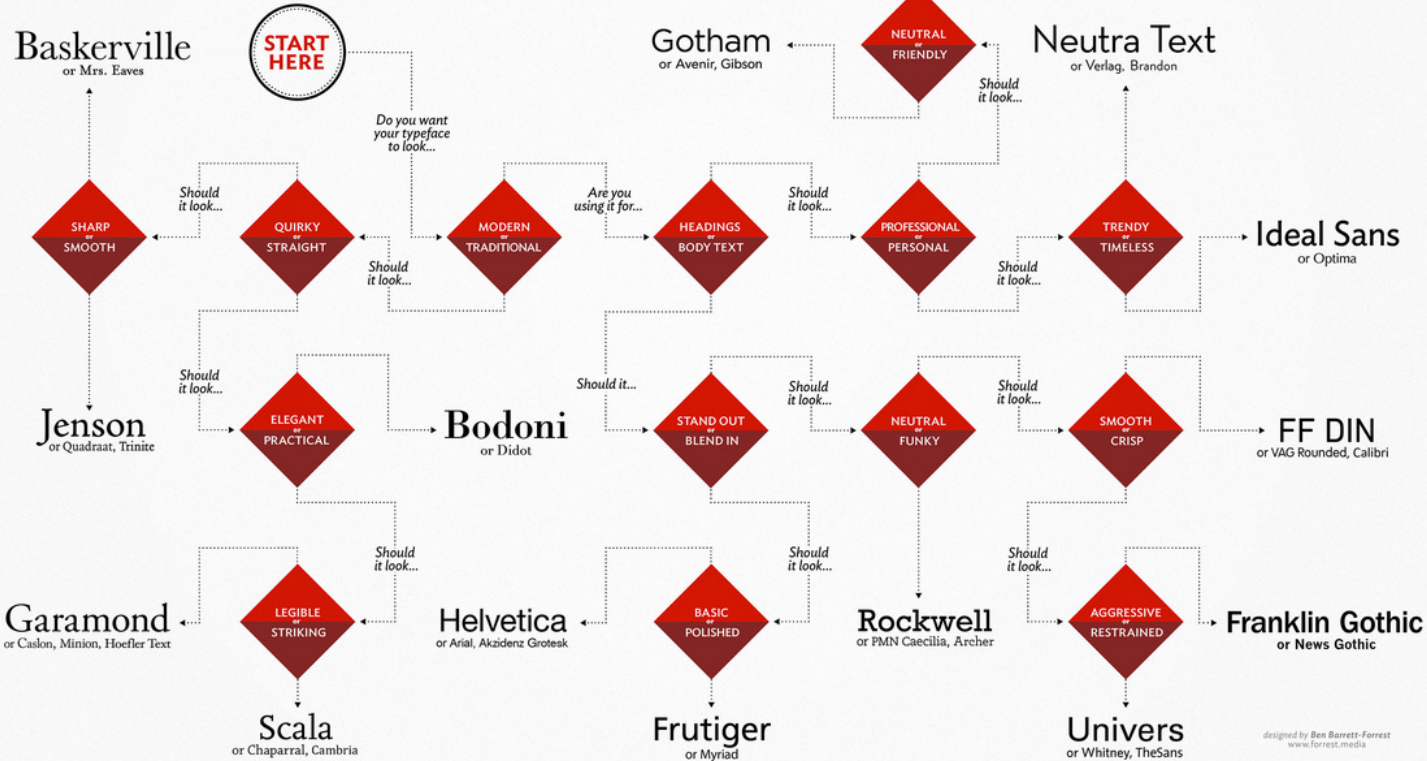 Baskerville
or Mrs. Eaves
START
HERE
Gotham
or Avenir, Gibson
NEUTRAL
or
FRIENDLY
Neutra Text
or Verlag, Brandon
Should
it look...
Do you want
your typeface
to look...
Should
it look...
Are you
using it for...
Should
it look...
SHARP
or
SMOOTH
QUIRKY
or
STRAIGHT
MODERN
or
TRADITIONAL
HEADINGS
or
BODY TEXT
PROFESSIONAL
or
PERSONAL
TRENDY
or
TIMELESS
Ideal Sans
or Optima
Should
it look...
Should
it look...
Should
it look...
Should it...
Should
it look...
Should
it look...
Jenson
or Quadraat, Trinite
ELEGANT
or
PRACTICAL
Bodoni
or Didot
STAND OUT
or
BLEND IN
NEUTRAL
or
FUNKY
SMOOTH
or
CRISP
FF DIN
or VAG Rounded, Calibri
Should
it look...
Should
it look...
Should
it look...
Garamond
or Caslon, Minion, Hoefler Text
LEGIBLE
or
STRIKING
Helvetica
or Arial, Akzidenz Grotesk
BASIC
or
POLISHED
Rockwell
or PMN Caecilia, Archer
AGGRESSIVE
or
RESTRAINED
Franklin Gothic
or News Gothic
Scala
or Chaparral, Cambria
Frutiger
or Myriad
Univers
or Whitney, TheSans
designed by Ben Barrett-Forrest
www.forrest.media